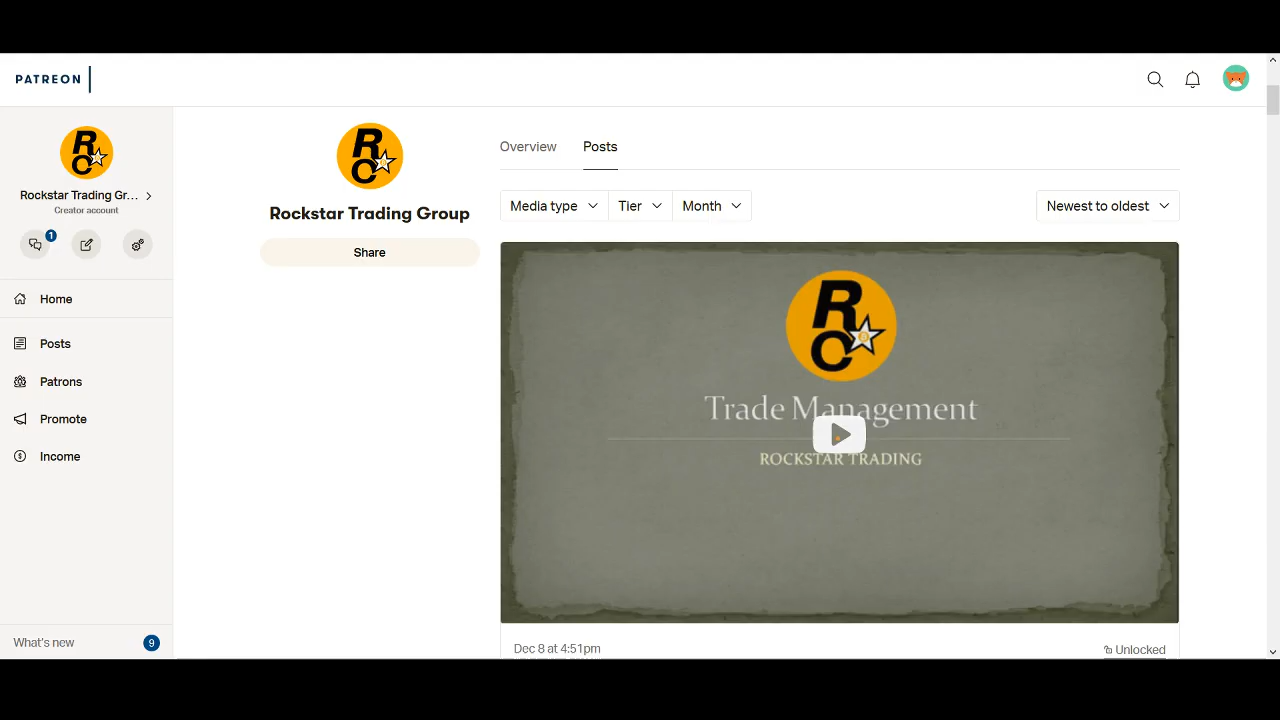 PATREON
R
C
Rockstar Trading Gr...
Creator account
1
Home
Posts
Patrons
Promote
Income
What's new
9
R
C
Rockstar Trading Group
Share
Overview
Posts
Media type
Tier
Month
Newest to oldest
R
C
Trade Management
ROCKSTAR TRADING
Dec 8 at 4:51pm
Unlocked